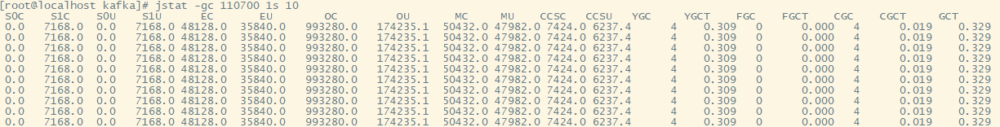 [root@localhost kafka]# jstat -gc 110700 1s 10
S0C S1C S0U S1U EC EU OC OU MC MU CCSC CCSU YGC YGCT FGC FGCT CGC CGCT GCT
0.0 7168.0 0.0 7168.0 48128.0 35840.0 993280.0 174235.1 50432.0 47982.0 7424.0 6237.4 4 0.309 0 0.000 4 0.019 0.329
0.0 7168.0 0.0 7168.0 48128.0 35840.0 993280.0 174235.1 50432.0 47982.0 7424.0 6237.4 4 0.309 0 0.000 4 0.019 0.329
0.0 7168.0 0.0 7168.0 48128.0 35840.0 993280.0 174235.1 50432.0 47982.0 7424.0 6237.4 4 0.309 0 0.000 4 0.019 0.329
0.0 7168.0 0.0 7168.0 48128.0 35840.0 993280.0 174235.1 50432.0 47982.0 7424.0 6237.4 4 0.309 0 0.000 4 0.019 0.329
0.0 7168.0 0.0 7168.0 48128.0 35840.0 993280.0 174235.1 50432.0 47982.0 7424.0 6237.4 4 0.309 0 0.000 4 0.019 0.329
0.0 7168.0 0.0 7168.0 48128.0 35840.0 993280.0 174235.1 50432.0 47982.0 7424.0 6237.4 4 0.309 0 0.000 4 0.019 0.329
0.0 7168.0 0.0 7168.0 48128.0 35840.0 993280.0 174235.1 50432.0 47982.0 7424.0 6237.4 4 0.309 0 0.000 4 0.019 0.329
0.0 7168.0 0.0 7168.0 48128.0 35840.0 993280.0 174235.1 50432.0 47982.0 7424.0 6237.4 4 0.309 0 0.000 4 0.019 0.329
0.0 7168.0 0.0 7168.0 48128.0 35840.0 993280.0 174235.1 50432.0 47982.0 7424.0 6237.4 4 0.309 0 0.000 4 0.019 0.329
0.0 7168.0 0.0 7168.0 48128.0 35840.0 993280.0 174235.1 50432.0 47982.0 7424.0 6237.4 4 0.309 0 0.000 4 0.019 0.329